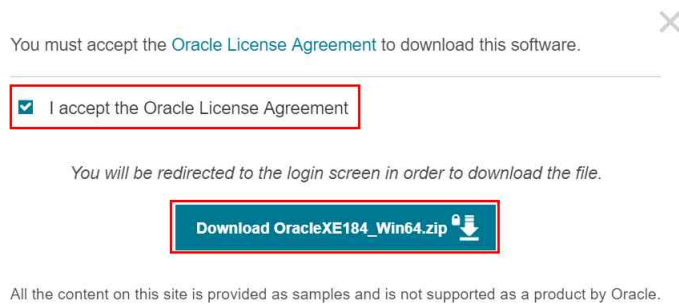 You must accept the Oracle License Agreement to download this software.
I accept the Oracle License Agreement
You will be redirected to the login screen in order to download the file.
Download OracleXE184_Win64.zip
All the content on this site is provided as samples and is not supported as a product by Oracle.